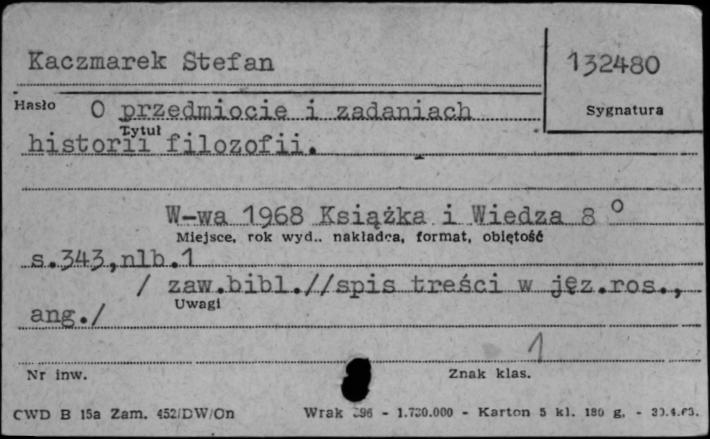 Kaczmarek Stefan
132480
Hasło
O przedmiocie i zadaniach
Sygnatura
Tytuł
historii filozofii.
W-wa 1968 Książka i Wiedza 8 º
Miejsce, rok wyd., nakładca, format, objętość
s.343,nlb.1
/ zaw.bibl.//spis treści w jęz.ros.,
Uwagi
ang./
1
Nr inw.
Znak klas.
CWD B 15a Zam. 452/DW/On
Wrak 396 - 1.730.000 - Karton 5 kl. 180 g. -